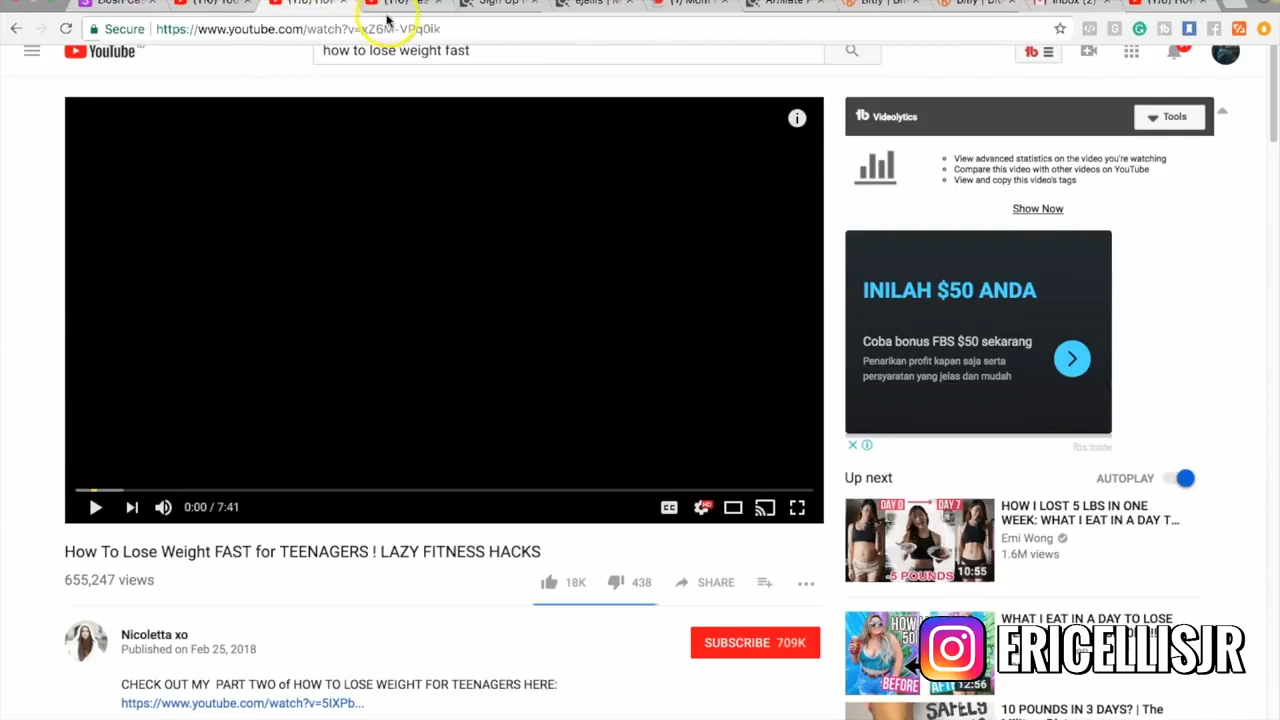 Secure https://www.youtube.com/watch?v=xZ6M-VPq0ik
YouTube
how to lose weight fast
Videolytics
Tools
View advanced statistics on the video you're watching
Compare this video with other videos on YouTube
View and copy this video's tags
Show Now
INILAH $50 ANDA
Coba bonus FBS $50 sekarang
Penarikan profit kapan saja serta
persyaratan yang jelas dan mudah
fbs.trade
0:00 / 7:41
HD
How To Lose Weight FAST for TEENAGERS ! LAZY FITNESS HACKS
655,247 views
18K
438
SHARE
Nicoletta xo
Published on Feb 25, 2018
SUBSCRIBE 709K
CHECK OUT MY PART TWO of HOW TO LOSE WEIGHT FOR TEENAGERS HERE:
https://www.youtube.com/watch?v=5IXPb...
Up next
AUTOPLAY
DAY 0
DAY 7
-5 POUNDS
10:55
HOW I LOST 5 LBS IN ONE
WEEK: WHAT I EAT IN A DAY T...
Emi Wong
1.6M views
HOW
50
BEFORE
12:56
WHAT I EAT IN A DAY TO LOSE
ERICELLISJR
SAFELY
10 POUNDS IN 3 DAYS? | The